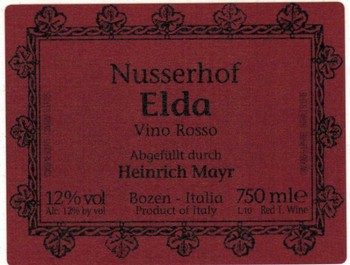 Nusserhof
Elda
Vino Rosso
Abgefüllt durch
Heinrich Mayr
12% vol
Bozen - Italia
750 ml e
Alc. 12% by vol
Product of Italy
L 10 Red T. Wine